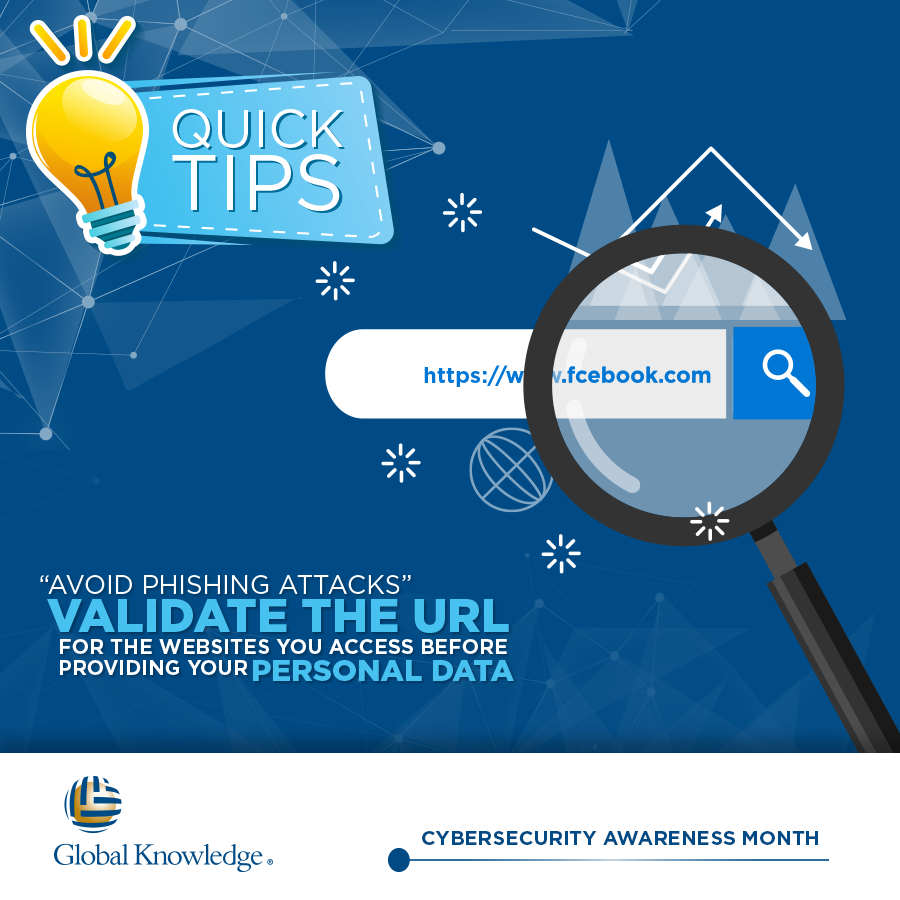 QUICK
TIPS
https://www.fcebook.com
“AVOID PHISHING ATTACKS”
VALIDATE THE URL
FOR THE WEBSITES YOU ACCESS BEFORE
PROVIDING YOUR PERSONAL DATA
Global Knowledge®
CYBERSECURITY AWARENESS MONTH